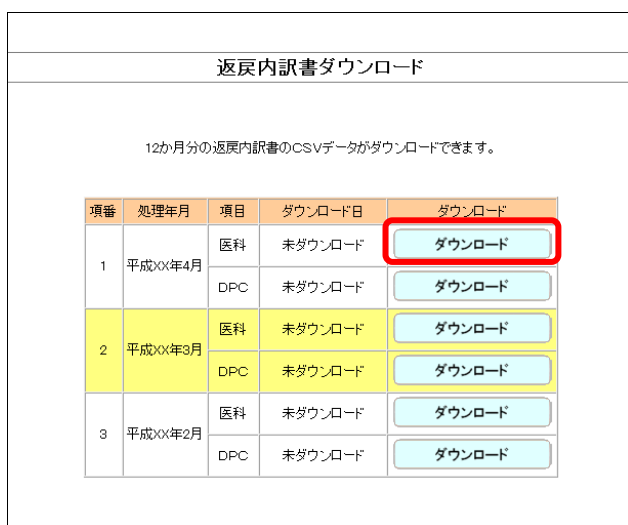 返戻内訳書ダウンロード
12か月分の返戻内訳書のCSVデータがダウンロードできます。
項番 処理年月 項目 ダウンロード日 ダウンロード
1 平成XX年4月 医科 未ダウンロード ダウンロード
DPC 未ダウンロード ダウンロード
2 平成XX年3月 医科 未ダウンロード ダウンロード
DPC 未ダウンロード ダウンロード
3 平成XX年2月 医科 未ダウンロード ダウンロード
DPC 未ダウンロード ダウンロード